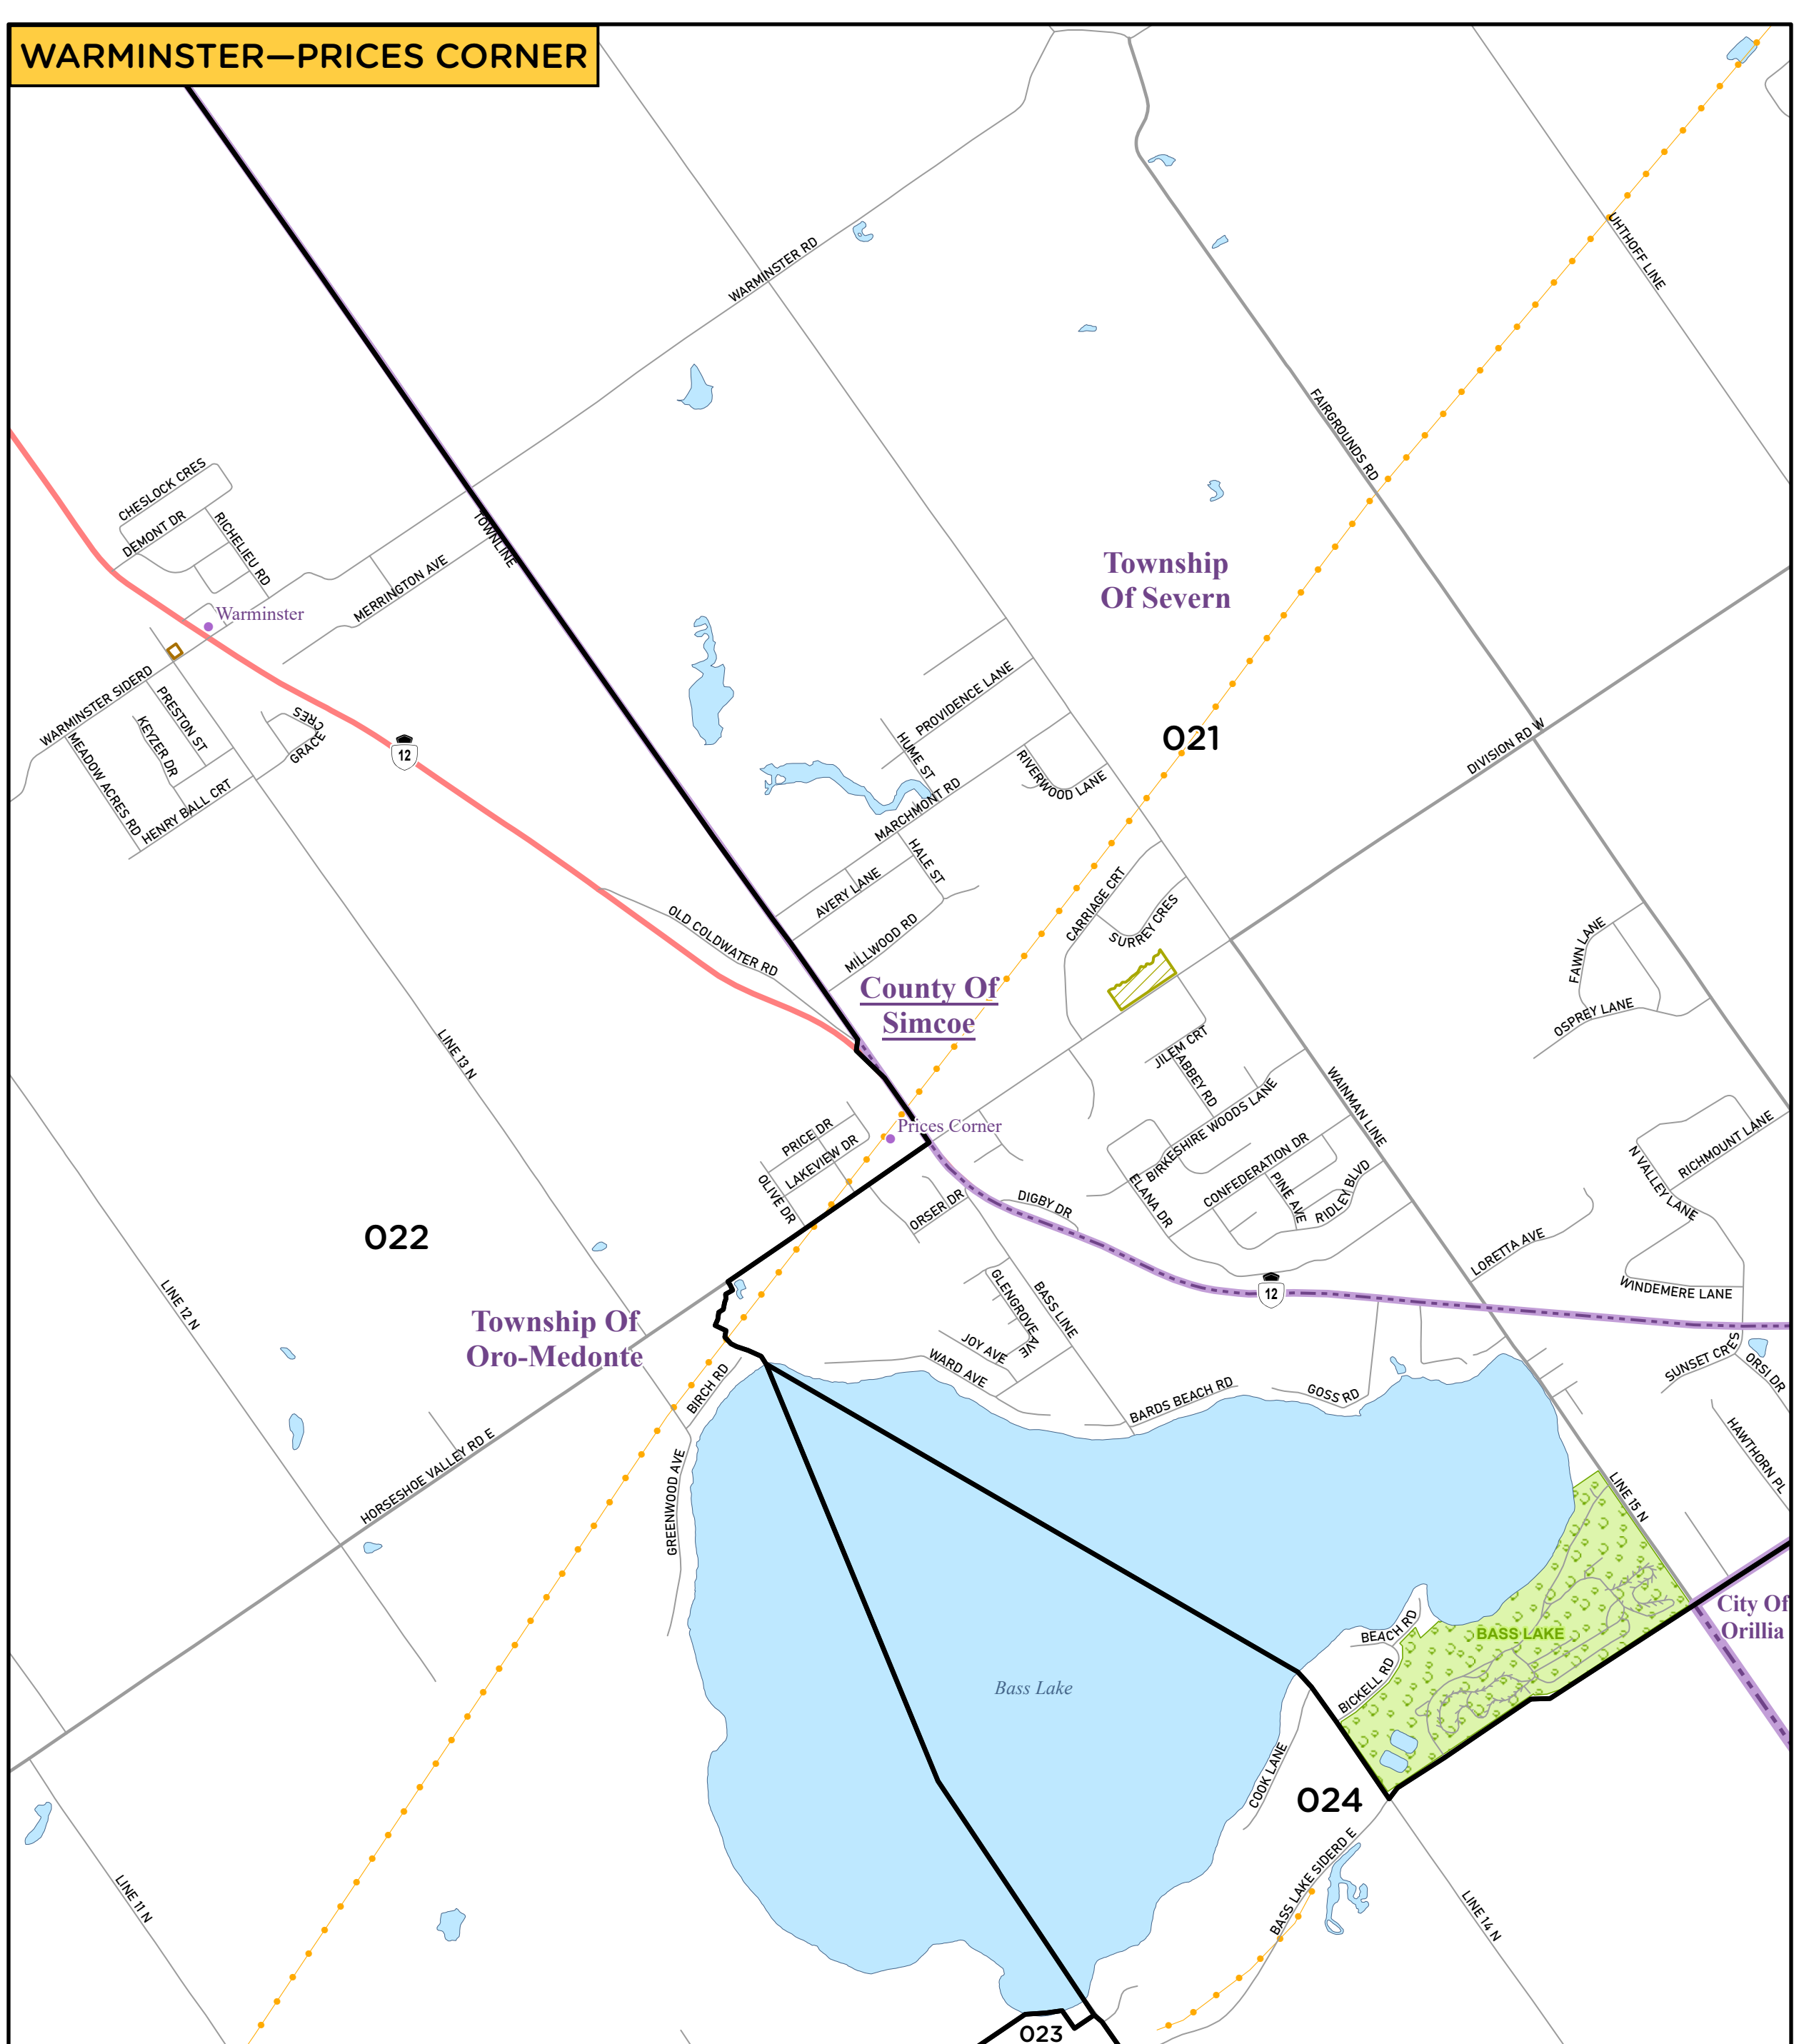 WARMINSTER—PRICES CORNER
UHTHOFF LINE
WARMINSTER RD
FAIRGROUNDS RD
CHESLOCK CRES
DEMONT DR
RICHELIEU RD
TOWNLINE
MERRINGTON AVE
Township
Of Severn
Warminster
WARMINSTER SIDERD
PRESTON ST
KEYZER DR
MEADOW ACRES RD
HENRY BALL CRT
GRACE
CRES
12
PROVIDENCE LANE
HUME ST
RIVERWOOD LANE
MARCHMONT RD
021
DIVISION RD W
HALE ST
AVERY LANE
MILLWOOD RD
OLD COLDWATER RD
CARRIAGE CRT
SURREY CRES
FAWN LANE
OSPREY LANE
County Of
Simcoe
LINE 13 N
JILEM CRT
ABBEY RD
BIRKESHIRE WOODS LANE
WAINMAN LINE
Prices Corner
PRICE DR
LAKEVIEW DR
OLIVE DR
ORSER DR
DIGBY DR
ELANA DR
CONFEDERATION DR
PINE AVE
RIDLEY BLVD
RICHMOUNT LANE
N VALLEY LANE
LORETTA AVE
WINDEMERE LANE
022
12
LINE 12 N
Township Of
Oro-Medonte
GLENGROVE
AVE
BASS LINE
JOY AVE
WARD AVE
BIRCH RD
BARDS BEACH RD
GOSS RD
SUNSET CRES
ORSI DR
HAWTHORN PL
HORSESHOE VALLEY RD E
GREENWOOD AVE
LINE 15 N
City Of
Orillia
BEACH RD
BASS LAKE
BICKELL RD
Bass Lake
COOK LANE
024
BASS LAKE SIDERD E
LINE 11 N
LINE 14 N
023